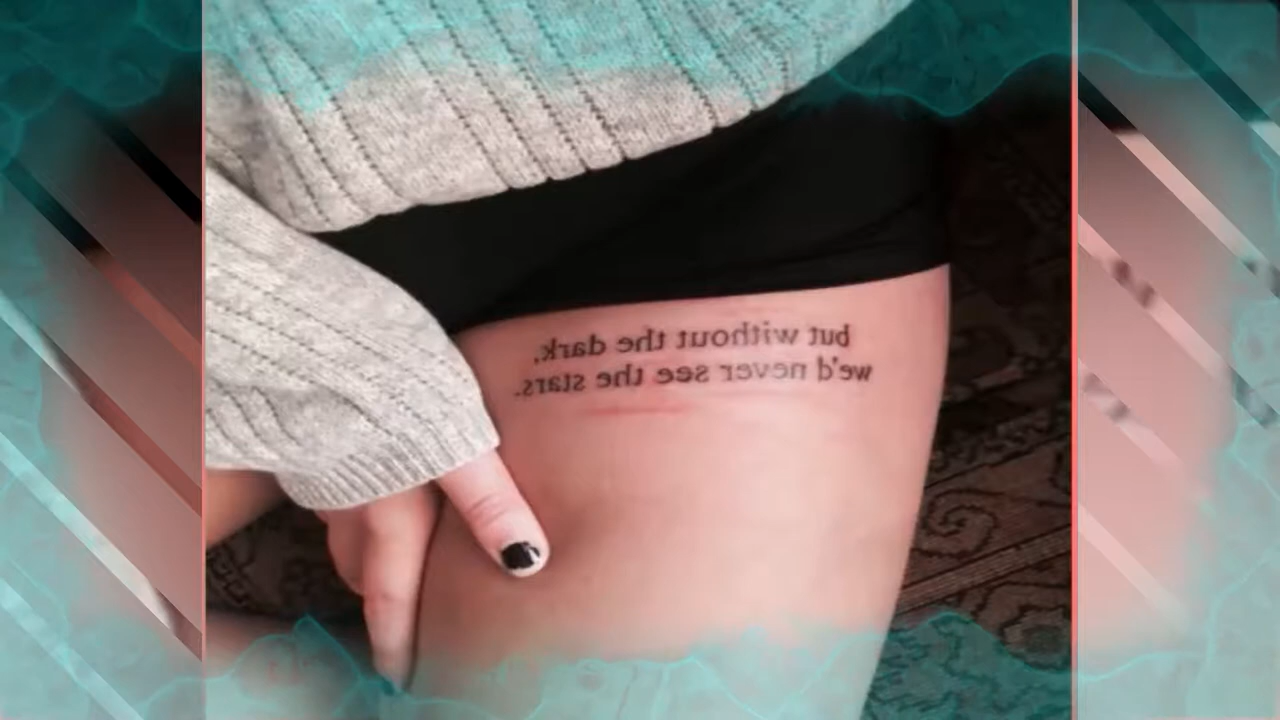 but without the dark,
we'd never see the stars.